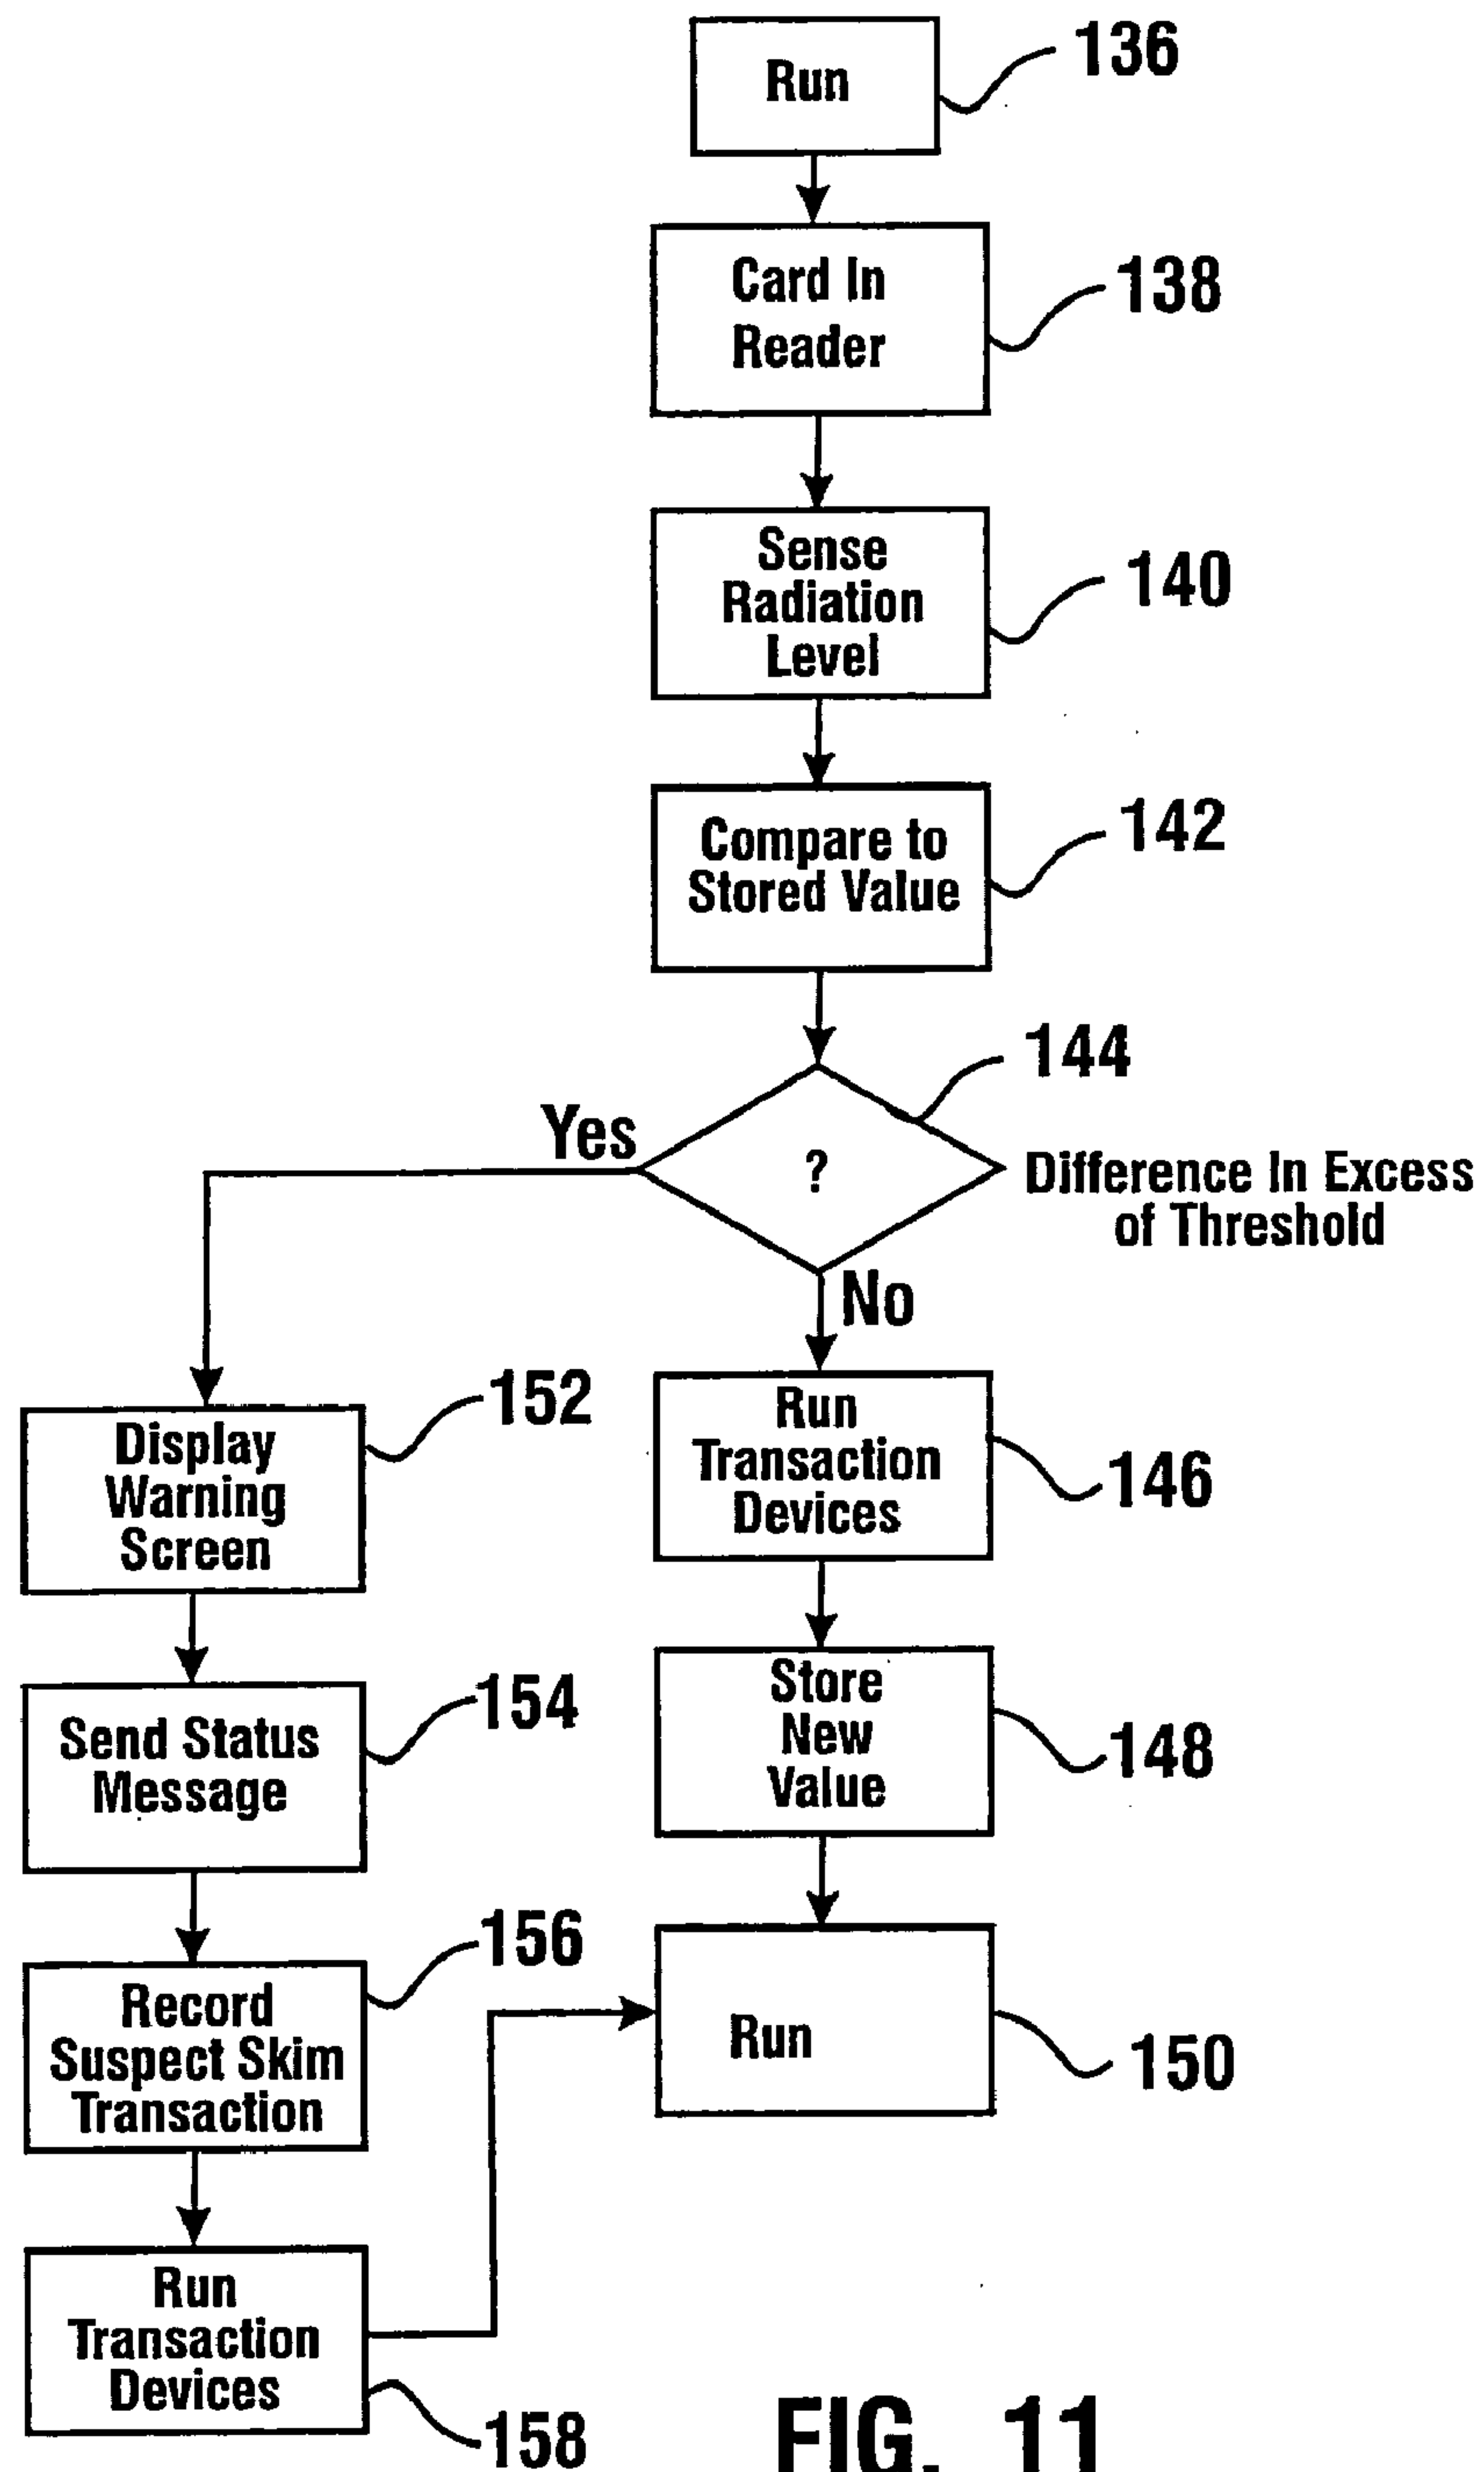 Run
136
Card In
Reader
138
Sense
Radiation
Level
140
Compare to
Stored Value
142
144
Yes
?
Difference In Excess
of Threshold
No
152
Display
Warning
Screen
Run
Transaction
Devices
146
154
Send Status
Message
Store
New
Value
148
156
Record
Suspect Skim
Transaction
Run
150
Run
Transaction
Devices
158
FIG. 11